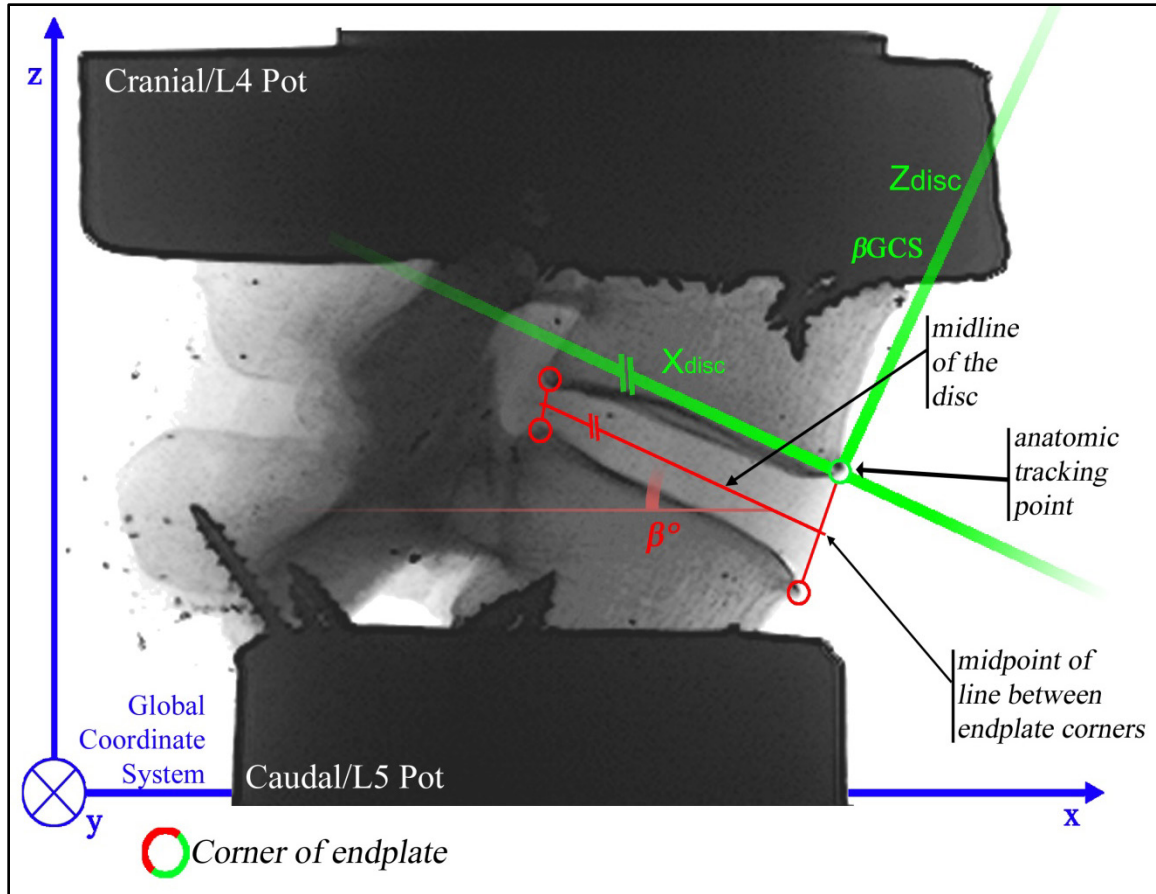 z
Cranial/L4 Pot
Zdisc
βGCS
midline
of the
disc
Xdisc
anatomic
tracking
point
β°
midpoint of
line between
endplate corners
Global
Coordinate
System
Caudal/L5 Pot
y
x
Corner of endplate